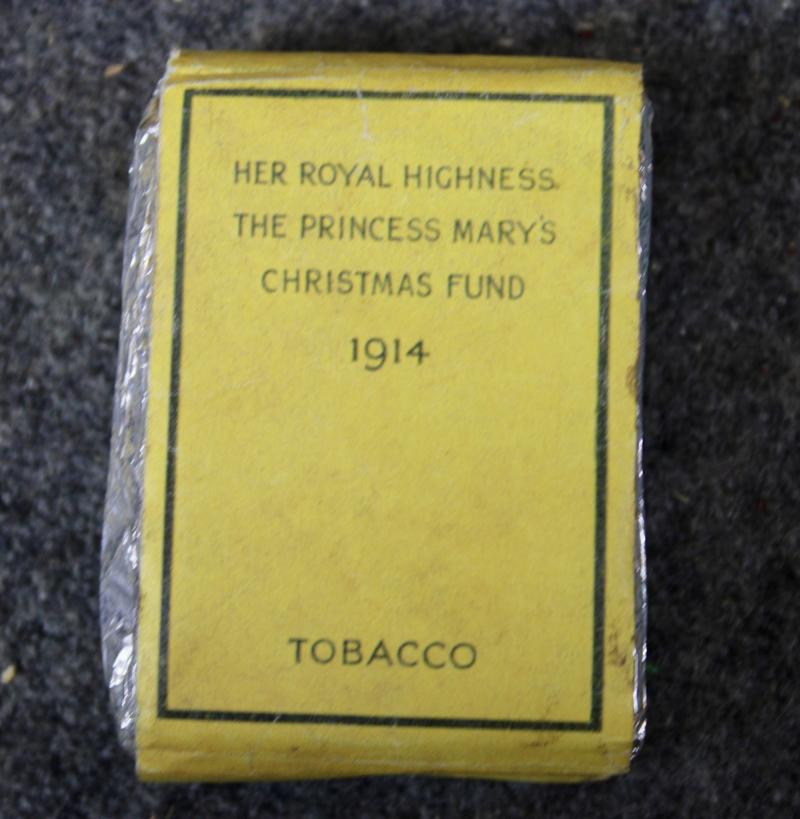 HER ROYAL HIGHNESS
THE PRINCESS MARY'S
CHRISTMAS FUND
1914
TOBACCO